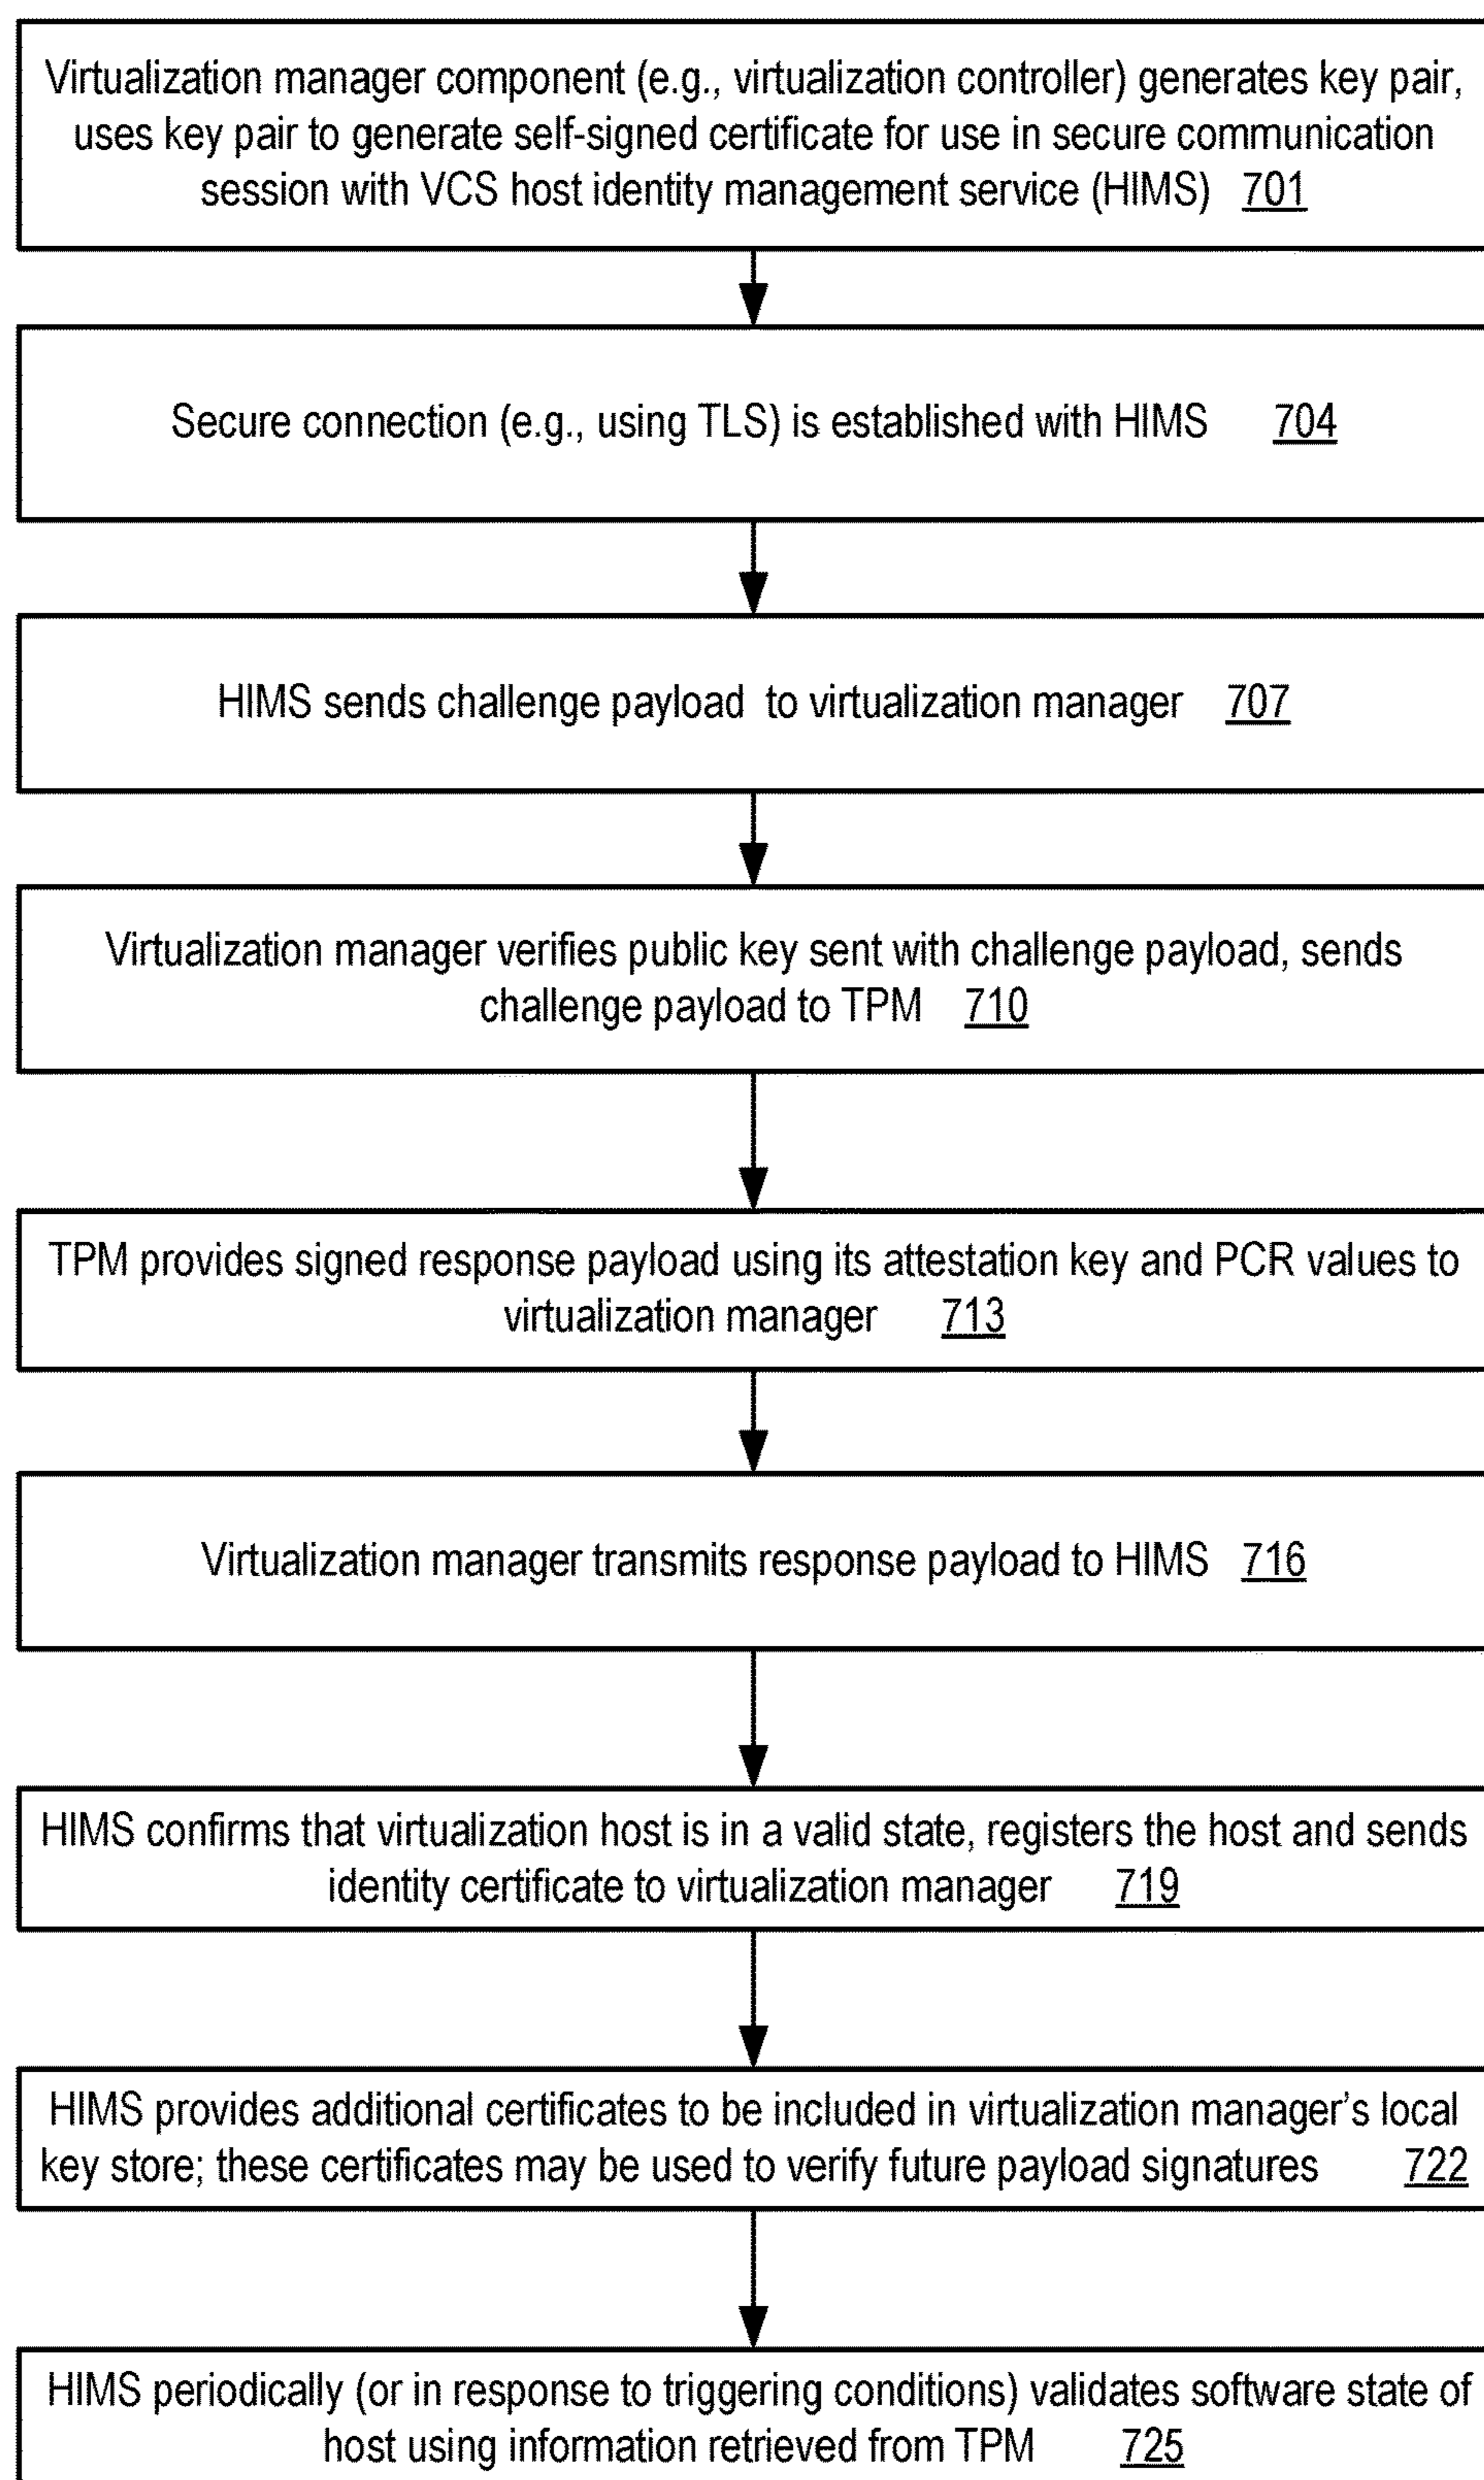 Virtualization manager component (e.g., virtualization controller) generates key pair,
uses key pair to generate self-signed certificate for use in secure communication
session with VCS host identity management service (HIMS) 701
Secure connection (e.g., using TLS) is established with HIMS 704
HIMS sends challenge payload to virtualization manager 707
Virtualization manager verifies public key sent with challenge payload, sends
challenge payload to TPM 710
TPM provides signed response payload using its attestation key and PCR values to
virtualization manager 713
Virtualization manager transmits response payload to HIMS 716
HIMS confirms that virtualization host is in a valid state, registers the host and sends
identity certificate to virtualization manager 719
HIMS provides additional certificates to be included in virtualization manager's local
key store; these certificates may be used to verify future payload signatures 722
HIMS periodically (or in response to triggering conditions) validates software state of
host using information retrieved from TPM 725